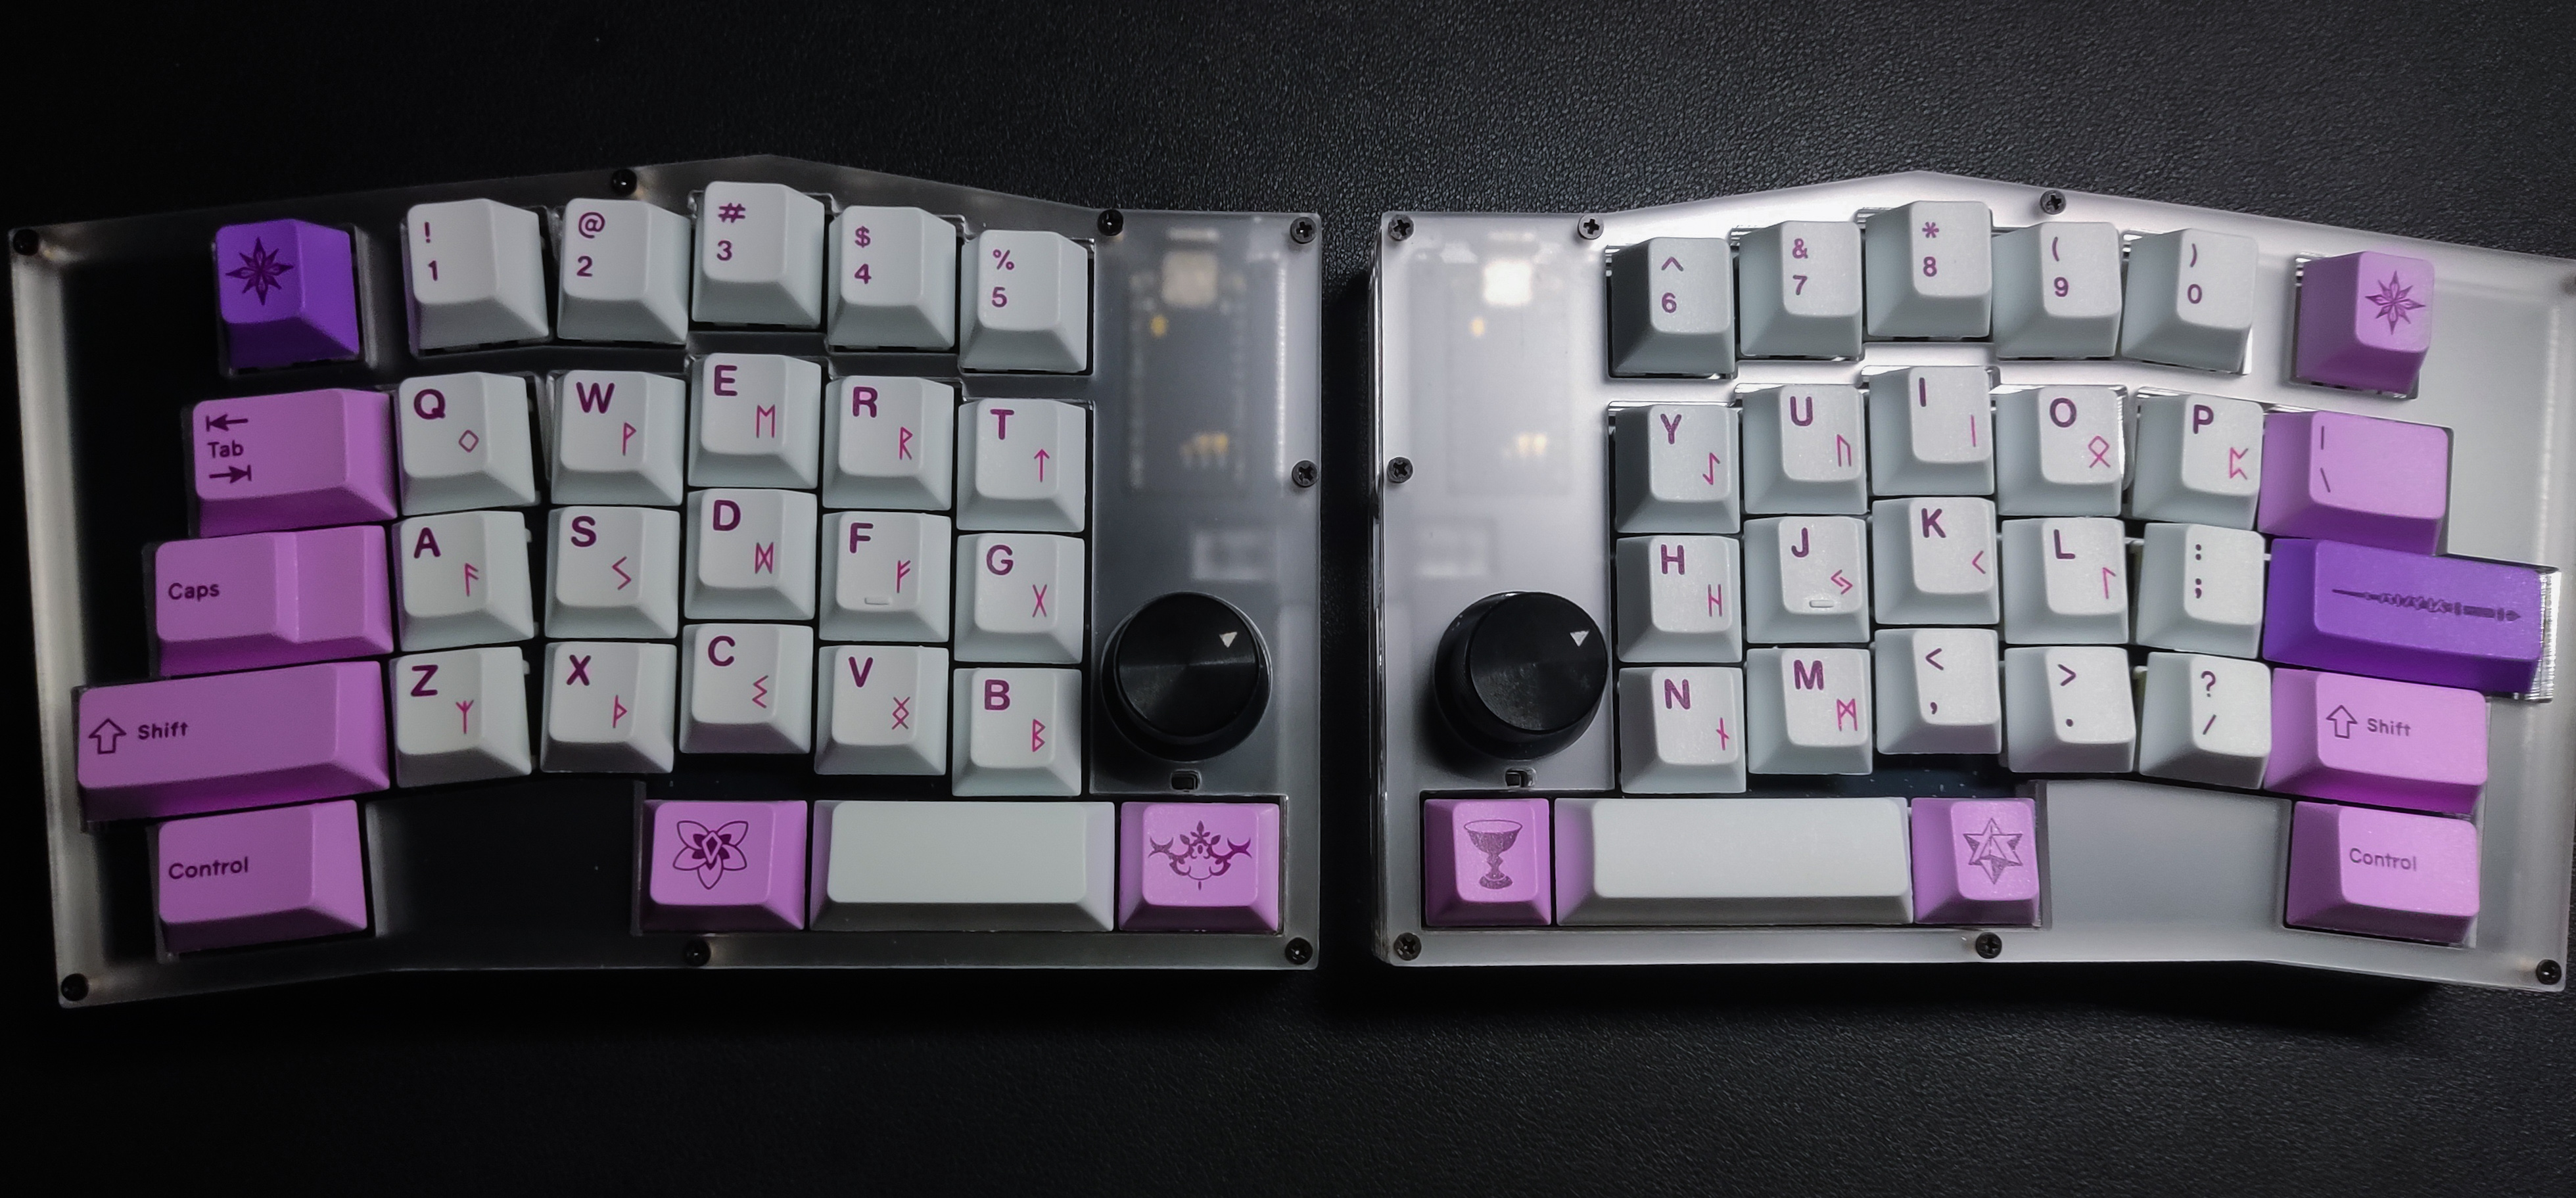 ! @ # $ % ^ & * ( )
1 2 3 4 5 6 7 8 9 0
Tab Q ᛜ W ᚹ E ᛖ R ᚱ T ᛏ Y ᛇ U ᚢ I ᛁ O ᛟ P ᛈ | \
Caps A ᚨ S ᛊ D ᛞ F ᚠ G ᚷ H ᚺ J ᛃ K ᚲ L ᛚ : ;
Shift Z ᛉ X ᚦ C ᛊ V ᛝ B ᛒ N ᚾ M ᛗ < , > . ? / Shift
Control Control